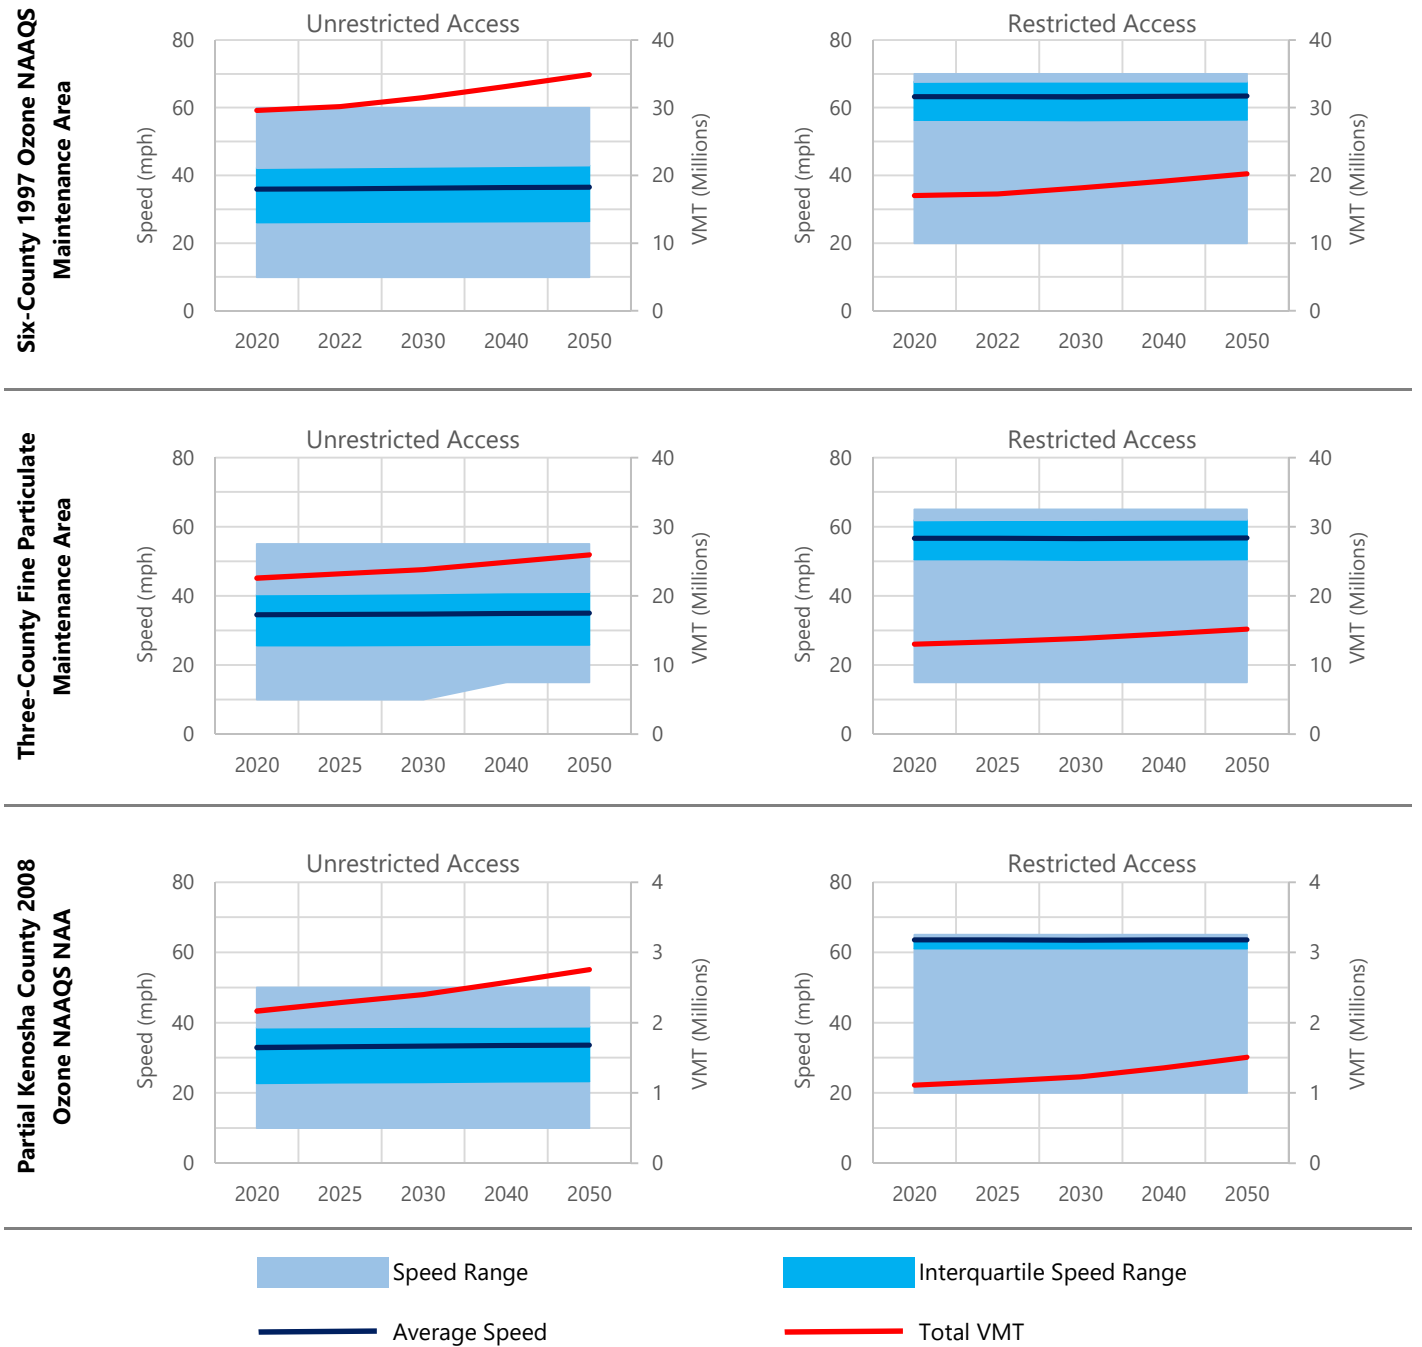 Six-County 1997 Ozone NAAQS
Maintenance Area
Unrestricted Access
80
60
40
20
0
Speed (mph)
40
30
20
10
0
VMT (Millions)
2020 2022 2030 2040 2050
Restricted Access
80
60
40
20
0
Speed (mph)
40
30
20
10
0
VMT (Millions)
2020 2022 2030 2040 2050
Three-County Fine Particulate
Maintenance Area
Unrestricted Access
80
60
40
20
0
Speed (mph)
40
30
20
10
0
VMT (Millions)
2020 2025 2030 2040 2050
Restricted Access
80
60
40
20
0
Speed (mph)
40
30
20
10
0
VMT (Millions)
2020 2025 2030 2040 2050
Partial Kenosha County 2008
Ozone NAAQS NAA
Unrestricted Access
80
60
40
20
0
Speed (mph)
4
3
2
1
0
VMT (Millions)
2020 2025 2030 2040 2050
Restricted Access
80
60
40
20
0
Speed (mph)
4
3
2
1
0
VMT (Millions)
2020 2025 2030 2040 2050
Speed Range
Interquartile Speed Range
Average Speed
Total VMT